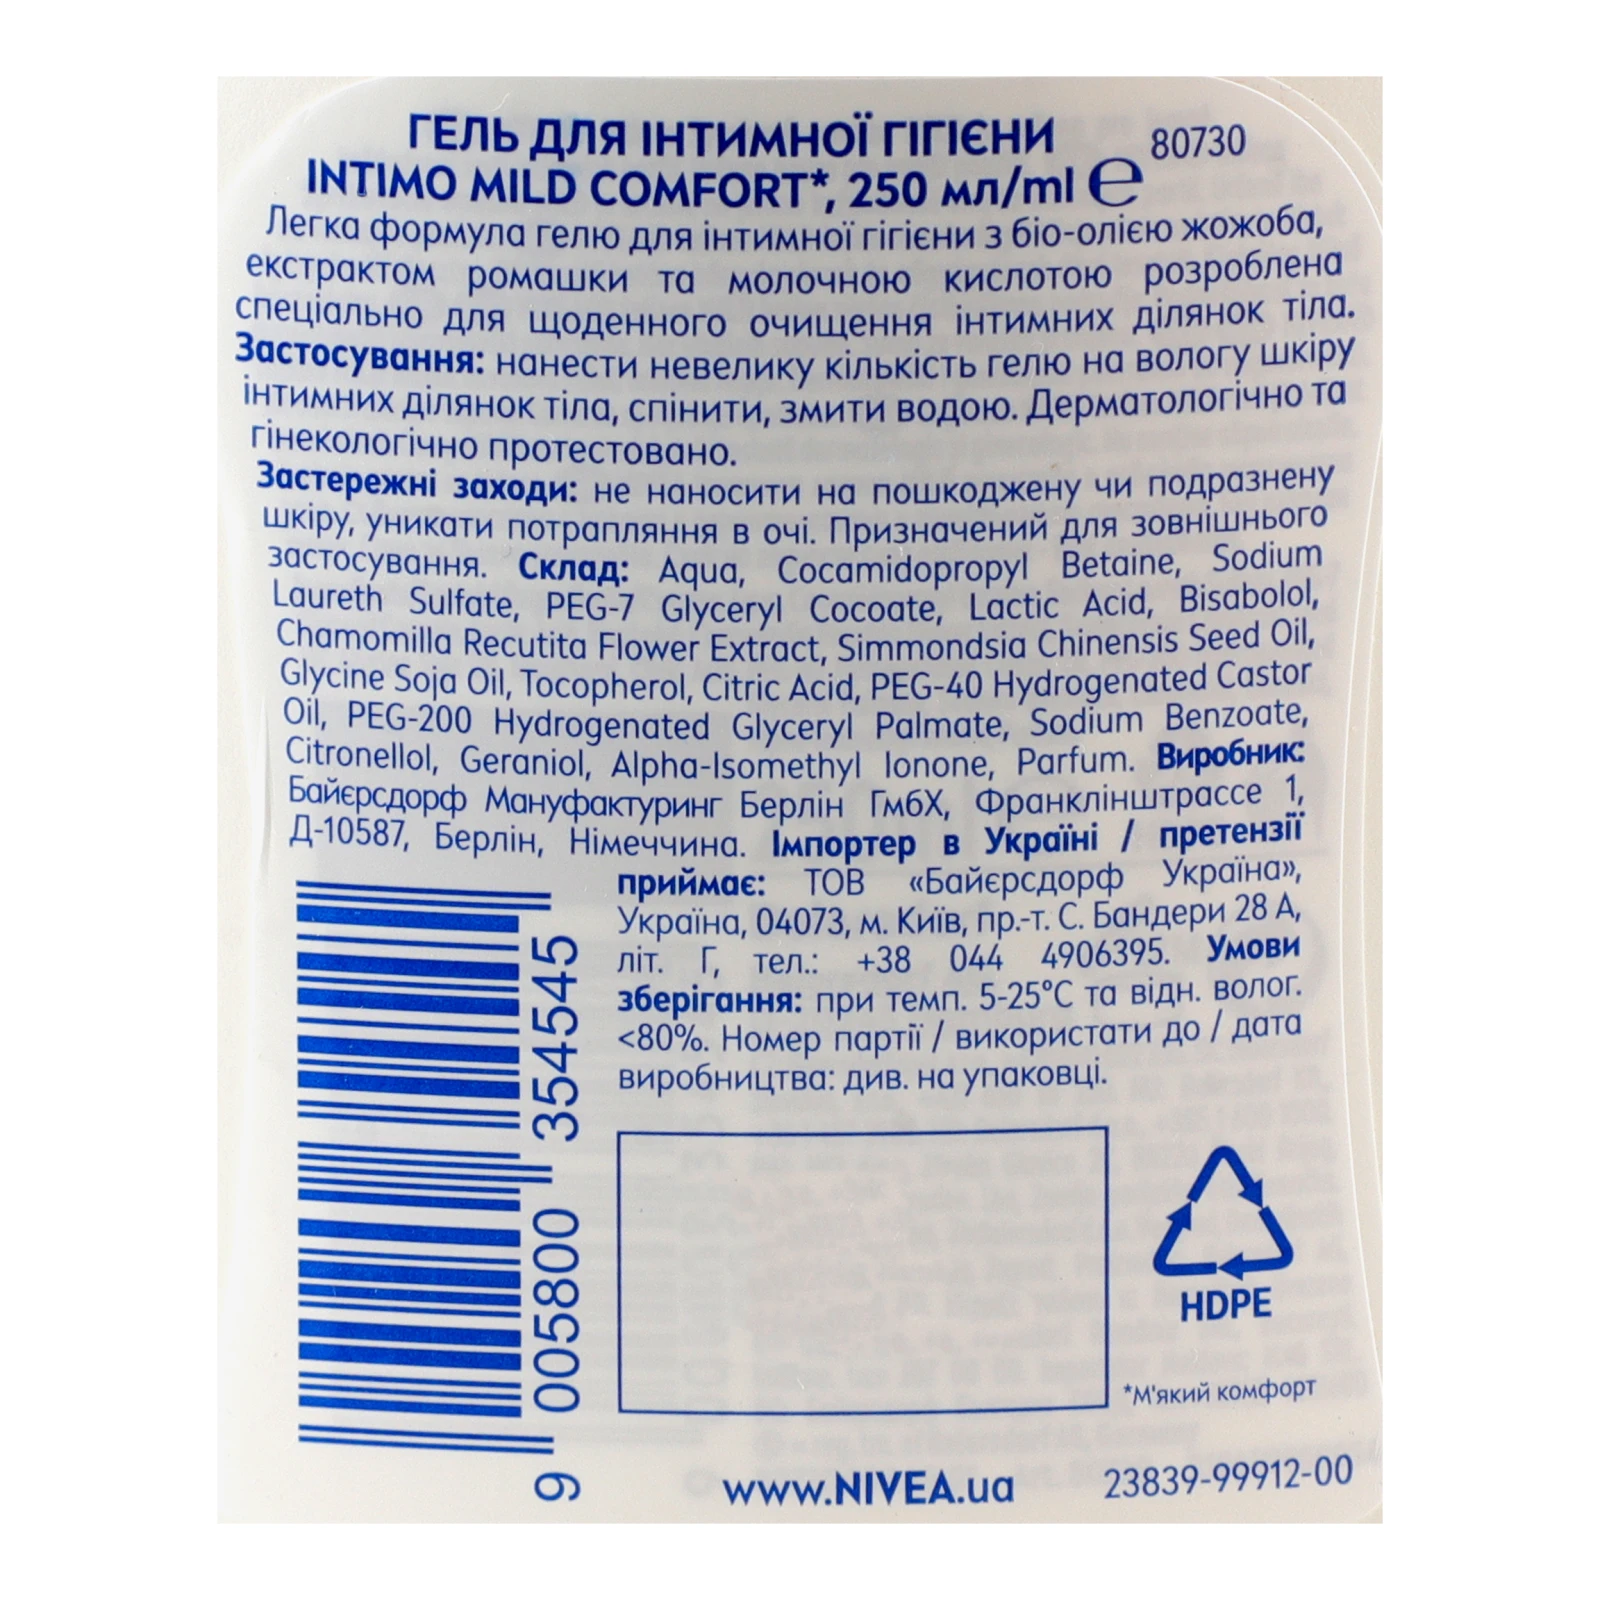 ГЕЛЬ ДЛЯ ІНТИМНОЇ ГІГІЄНИ 80730
INTIMO MILD COMFORT*, 250 мл/ml e
Легка формула гелю для інтимної гігієни з біо-олією жожоба,
екстрактом ромашки та молочною кислотою розроблена
спеціально для щоденного очищення інтимних ділянок тіла.
Застосування: нанести невелику кількість гелю на вологу шкіру
інтимних ділянок тіла, спінити, змити водою. Дерматологічно та
гінекологічно протестовано.
Застережні заходи: не наносити на пошкоджену чи подразнену
шкіру, уникати потрапляння в очі. Призначений для зовнішнього
застосування. Склад: Aqua, Cocamidopropyl Betaine, Sodium
Laureth Sulfate, PEG-7 Glyceryl Cocoate, Lactic Acid, Bisabolol,
Chamomilla Recutita Flower Extract, Simmondsia Chinensis Seed Oil,
Glycine Soja Oil, Tocopherol, Citric Acid, PEG-40 Hydrogenated Castor
Oil, PEG-200 Hydrogenated Glyceryl Palmate, Sodium Benzoate,
Citronellol, Geraniol, Alpha-Isomethyl Ionone, Parfum. Виробник:
Байєрсдорф Мануфактуринг Берлін ГмбХ, Франклінштрассе 1,
Д-10587, Берлін, Німеччина. Імпортер в Україні / претензії
приймає: ТОВ «Байєрсдорф Україна»,
Україна, 04073, м. Київ, пр.-т. С. Бандери 28 А,
літ. Г, тел.: +38 044 4906395. Умови
зберігання: при темп. 5-25°C та відн. волог.
<80%. Номер партії / використати до / дата
виробництва: див. на упаковці.
9 005800 354545
HDPE
*М'який комфорт
www.NIVEA.ua 23839-99912-00